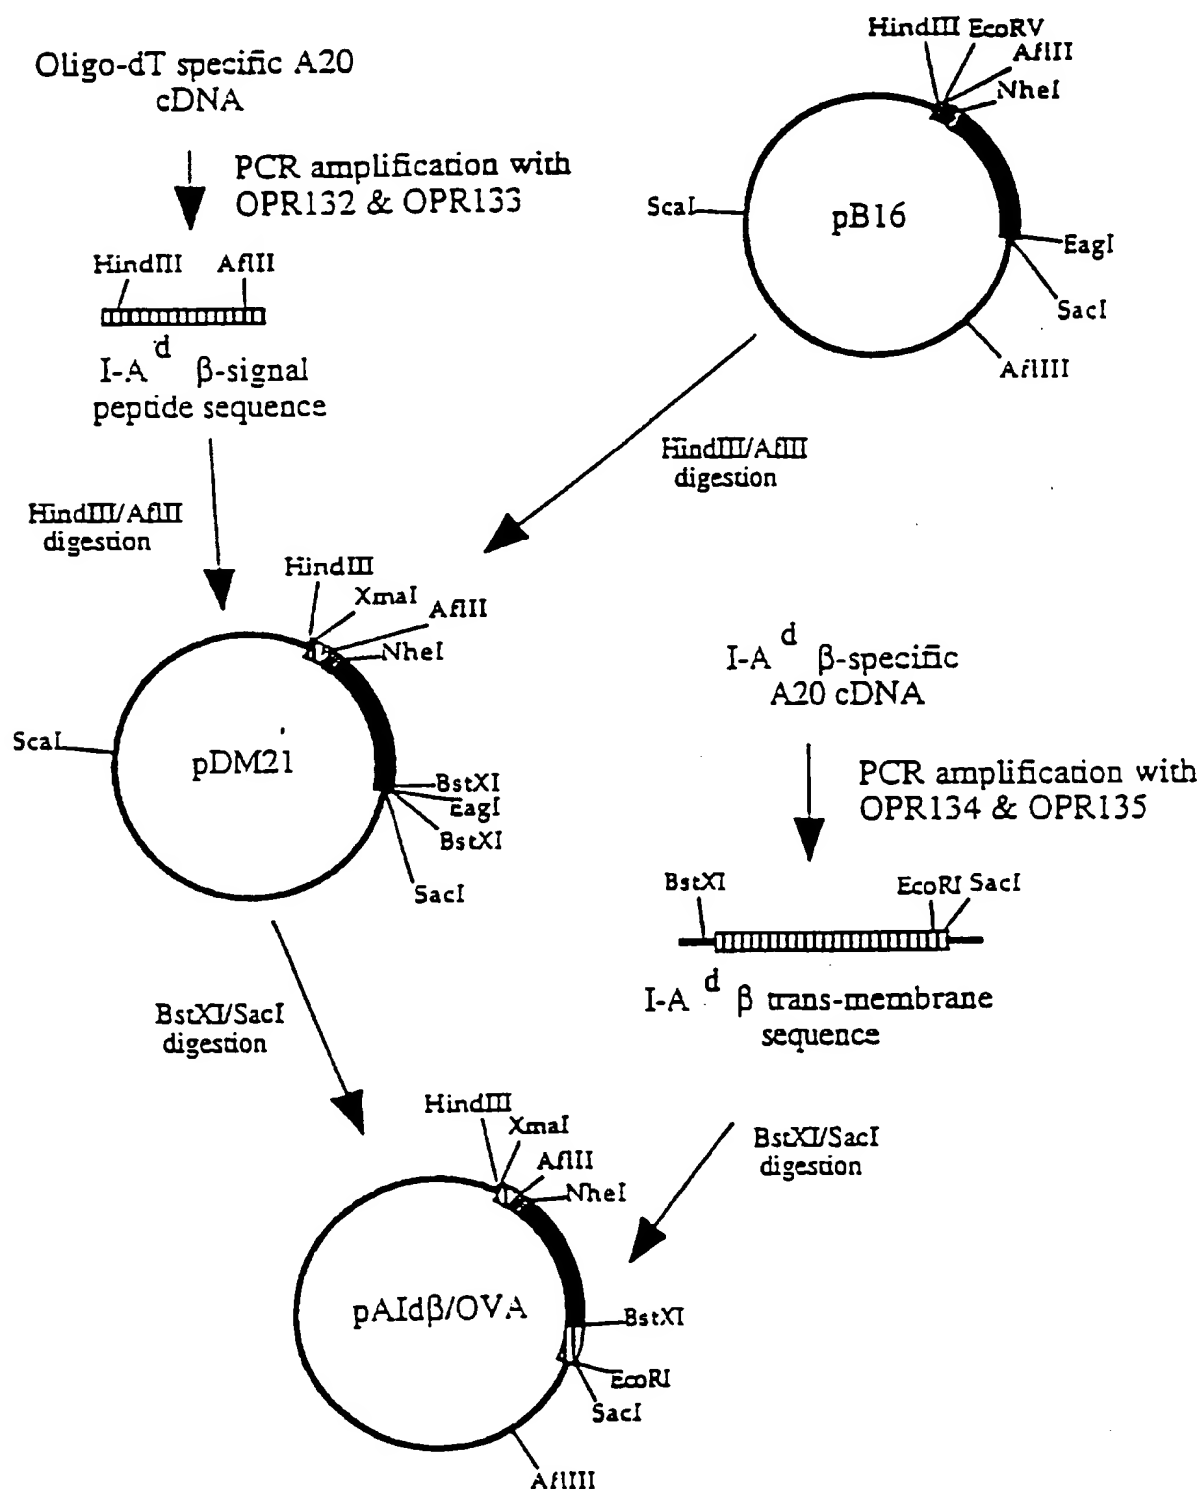 Oligo-dT specific A20
cDNA
PCR amplification with
OPR132 & OPR133
HindIII AflII
I-A d β-signal
peptide sequence
HindIII/AflII
digestion
HindIII EcoRV
AflII
NheI
ScaI
pB16
EagI
SacI
AflIII
HindIII/AflII
digestion
HindIII
XmaI
AflII
NheI
ScaI
pDM21
BstXI
EagI
BstXI
SacI
I-A d β-specific
A20 cDNA
PCR amplification with
OPR134 & OPR135
BstXI
EcoRI SacI
I-A d β trans-membrane
sequence
BstXI/SacI
digestion
BstXI/SacI
digestion
HindIII
XmaI
AflII
NheI
pAIdβ/OVA
BstXI
EcoRI
SacI
AflIII